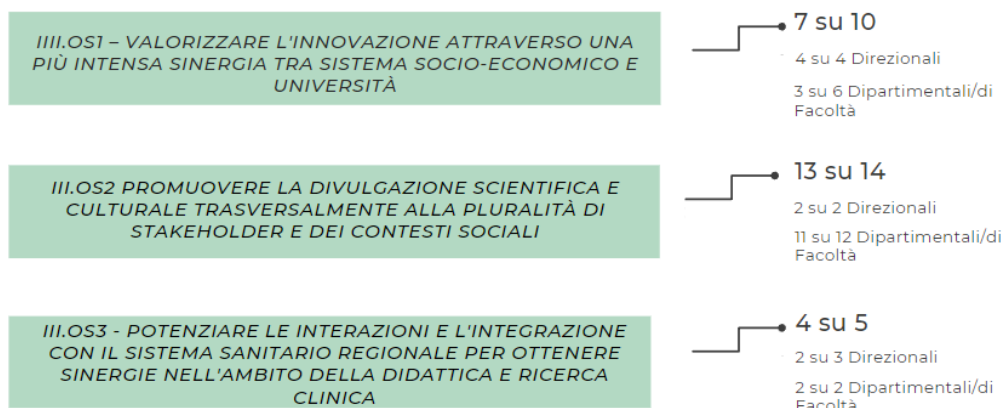 IIII.OS1 – VALORIZZARE L'INNOVAZIONE ATTRAVERSO UNA
PIÙ INTENSA SINERGIA TRA SISTEMA SOCIO-ECONOMICO E
UNIVERSITÀ
7 su 10
4 su 4 Direzionali
3 su 6 Dipartimentali/di
Facoltà
III.OS2 PROMUOVERE LA DIVULGAZIONE SCIENTIFICA E
CULTURALE TRASVERSALMENTE ALLA PLURALITÀ DI
STAKEHOLDER E DEI CONTESTI SOCIALI
13 su 14
2 su 2 Direzionali
11 su 12 Dipartimentali/di
Facoltà
III.OS3 - POTENZIARE LE INTERAZIONI E L'INTEGRAZIONE
CON IL SISTEMA SANITARIO REGIONALE PER OTTENERE
SINERGIE NELL'AMBITO DELLA DIDATTICA E RICERCA
CLINICA
4 su 5
2 su 3 Direzionali
2 su 2 Dipartimentali/di
Facoltà